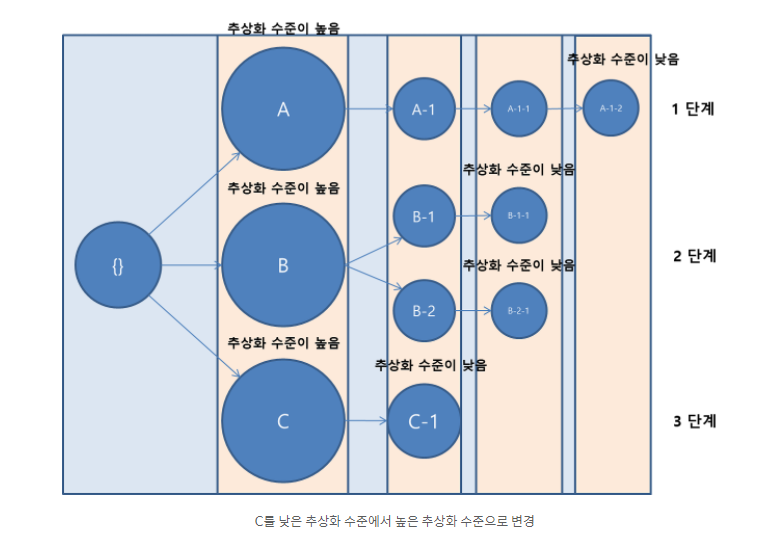 추상화 수준이 높음
추상화 수준이 낮음
A
A-1
A-1-1
A-1-2
1 단계
추상화 수준이 낮음
추상화 수준이 높음
B-1
B-1-1
{}
B
2 단계
추상화 수준이 낮음
B-2
B-2-1
추상화 수준이 높음
추상화 수준이 낮음
C
C-1
3 단계
C를 낮은 추상화 수준에서 높은 추상화 수준으로 변경